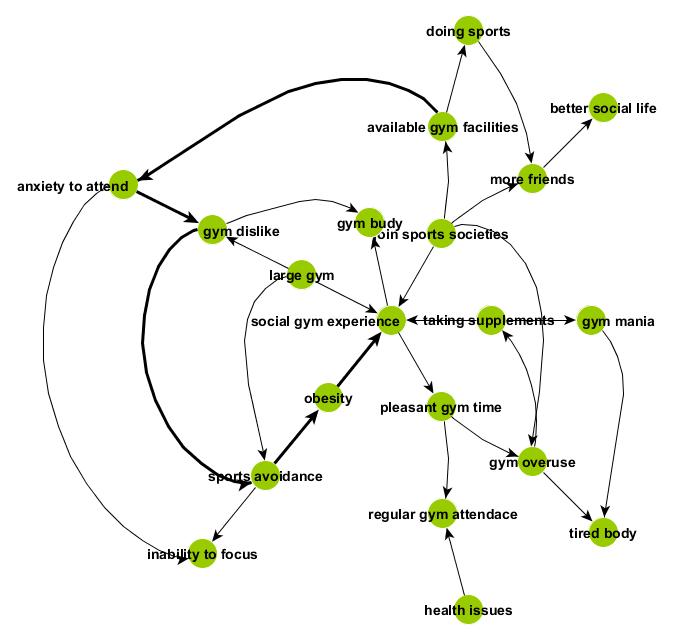 doing sports
better social life
available gym facilities
more friends
anxiety to attend
gym budy
gym dislike
join sports societies
large gym
social gym experience
taking supplements
gym mania
obesity
pleasant gym time
gym overuse
sports avoidance
regular gym attendace
tired body
inability to focus
health issues